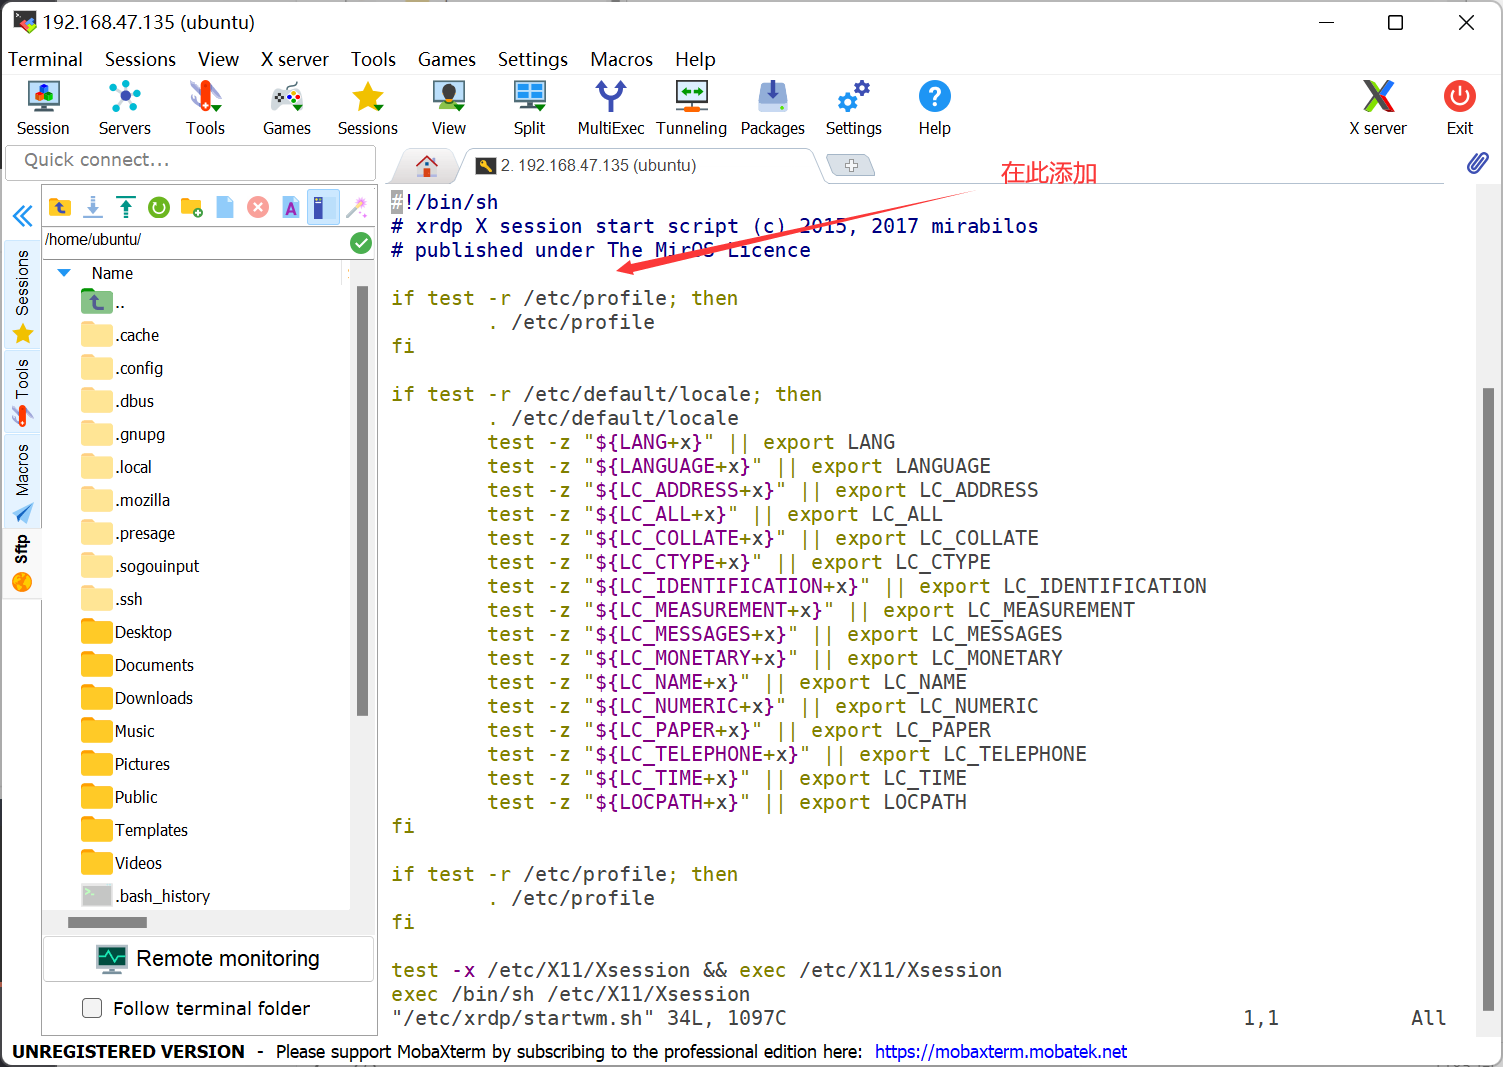 192.168.47.135 (ubuntu)
Terminal Sessions View X server Tools Games Settings Macros Help
Session Servers Tools Games Sessions View Split MultiExec Tunneling Packages Settings Help X server Exit
Quick connect...
2. 192.168.47.135 (ubuntu)
在此添加
/home/ubuntu/
Name
..
.cache
.config
.dbus
.gnupg
.local
.mozilla
.presage
.sogouinput
.ssh
Desktop
Documents
Downloads
Music
Pictures
Public
Templates
Videos
.bash_history
Sessions
Tools
Macros
Sftp
Remote monitoring
Follow terminal folder
#!/bin/sh
# xrdp X session start script (c) 2015, 2017 mirabilos
# published under The MirOS Licence
if test -r /etc/profile; then
. /etc/profile
fi
if test -r /etc/default/locale; then
. /etc/default/locale
test -z "${LANG+x}" || export LANG
test -z "${LANGUAGE+x}" || export LANGUAGE
test -z "${LC_ADDRESS+x}" || export LC_ADDRESS
test -z "${LC_ALL+x}" || export LC_ALL
test -z "${LC_COLLATE+x}" || export LC_COLLATE
test -z "${LC_CTYPE+x}" || export LC_CTYPE
test -z "${LC_IDENTIFICATION+x}" || export LC_IDENTIFICATION
test -z "${LC_MEASUREMENT+x}" || export LC_MEASUREMENT
test -z "${LC_MESSAGES+x}" || export LC_MESSAGES
test -z "${LC_MONETARY+x}" || export LC_MONETARY
test -z "${LC_NAME+x}" || export LC_NAME
test -z "${LC_NUMERIC+x}" || export LC_NUMERIC
test -z "${LC_PAPER+x}" || export LC_PAPER
test -z "${LC_TELEPHONE+x}" || export LC_TELEPHONE
test -z "${LC_TIME+x}" || export LC_TIME
test -z "${LOCPATH+x}" || export LOCPATH
fi
if test -r /etc/profile; then
. /etc/profile
fi
test -x /etc/X11/Xsession && exec /etc/X11/Xsession
exec /bin/sh /etc/X11/Xsession
"/etc/xrdp/startwm.sh" 34L, 1097C 1,1 All
UNREGISTERED VERSION - Please support MobaXterm by subscribing to the professional edition here: https://mobaxterm.mobatek.net